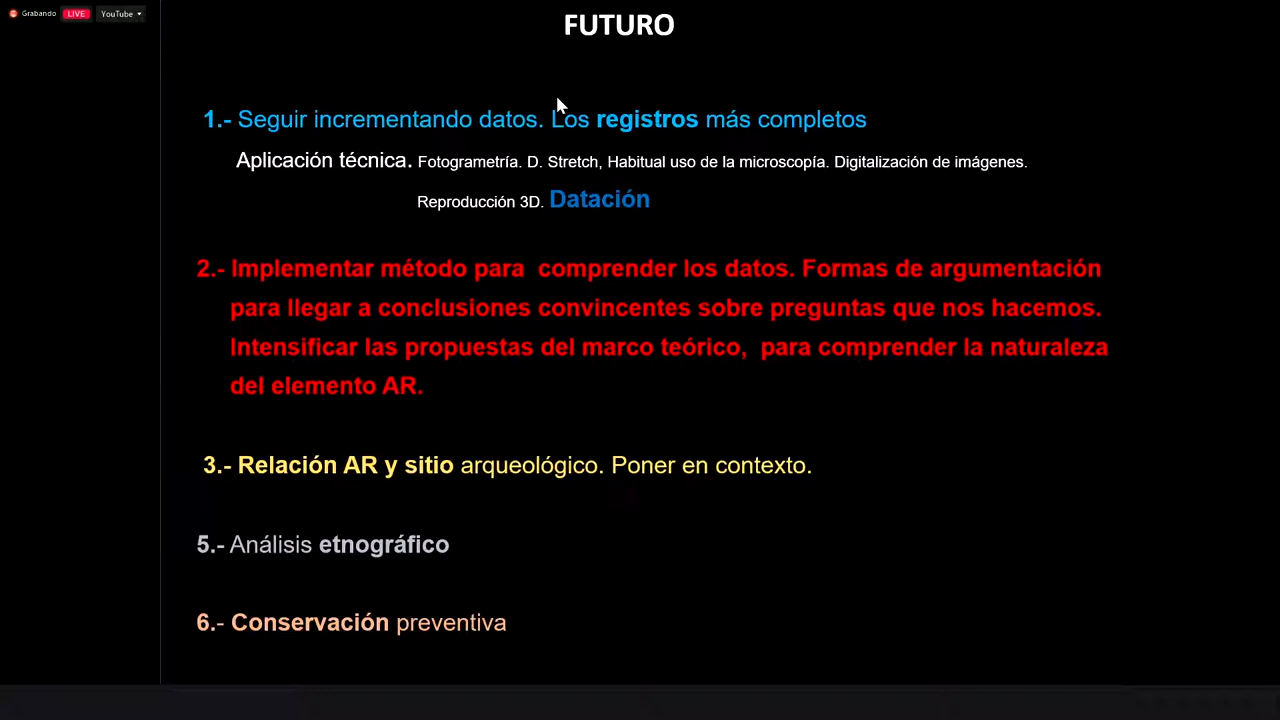 Grabando LIVE YouTube
FUTURO
1.- Seguir incrementando datos. Los registros más completos
Aplicación técnica. Fotogrametría. D. Stretch, Habitual uso de la microscopía. Digitalización de imágenes.
Reproducción 3D. Datación
2.- Implementar método para comprender los datos. Formas de argumentación
para llegar a conclusiones convincentes sobre preguntas que nos hacemos.
Intensificar las propuestas del marco teórico, para comprender la naturaleza
del elemento AR.
3.- Relación AR y sitio arqueológico. Poner en contexto.
5.- Análisis etnográfico
6.- Conservación preventiva